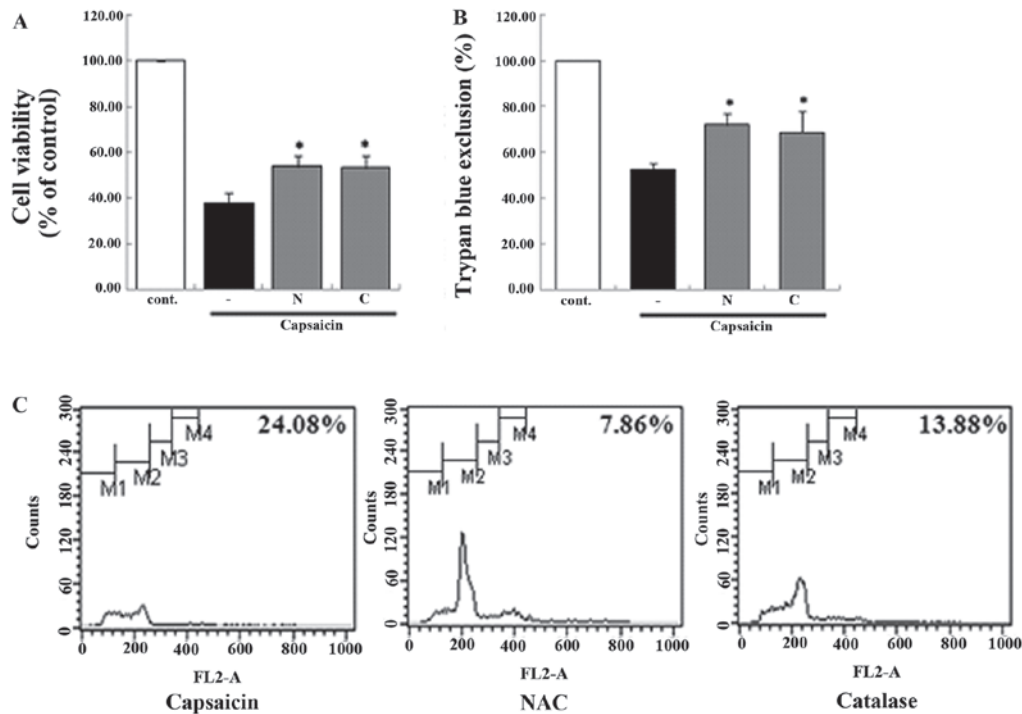 A
Cell viability
(% of control)
120.00
100.00
80.00
60.00
40.00
20.00
0.00
*
*
cont.
-
N
C
Capsaicin
B
Trypan blue exclusion (%)
120.00
100.00
80.00
60.00
40.00
20.00
0.00
*
*
cont.
-
N
C
Capsaicin
C
Counts
300
240
180
120
60
0
24.08%
M4
M3
M2
M1
0
200
400
600
800
1000
FL2-A
Capsaicin
Counts
300
240
180
120
60
0
7.86%
M4
M3
M2
M1
0
200
400
600
800
1000
FL2-A
NAC
Counts
300
240
180
120
60
0
13.88%
M4
M3
M2
M1
0
200
400
600
800
1000
FL2-A
Catalase